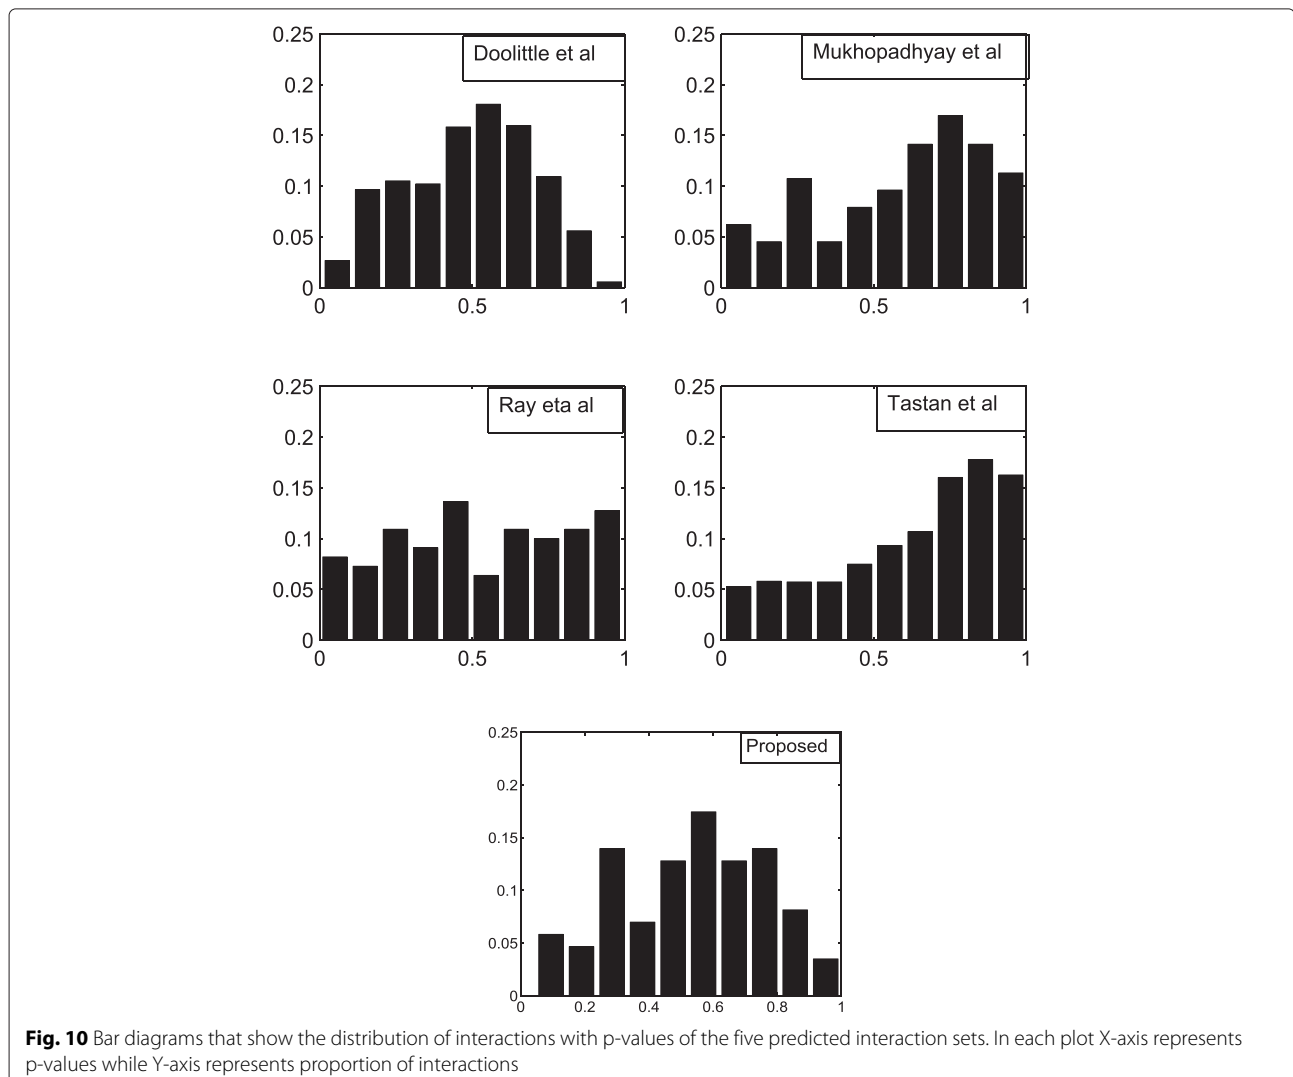 0.25
0.2
0.15
0.1
0.05
0
0 0.5 1
Doolittle et al
0.25
0.2
0.15
0.1
0.05
0
0 0.5 1
Mukhopadhyay et al
0.25
0.2
0.15
0.1
0.05
0
0 0.5 1
Ray eta al
0.25
0.2
0.15
0.1
0.05
0
0 0.5 1
Tastan et al
0.25
0.2
0.15
0.1
0.05
0
0 0.2 0.4 0.6 0.8 1
Proposed
Fig. 10 Bar diagrams that show the distribution of interactions with p-values of the five predicted interaction sets. In each plot X-axis represents
p-values while Y-axis represents proportion of interactions